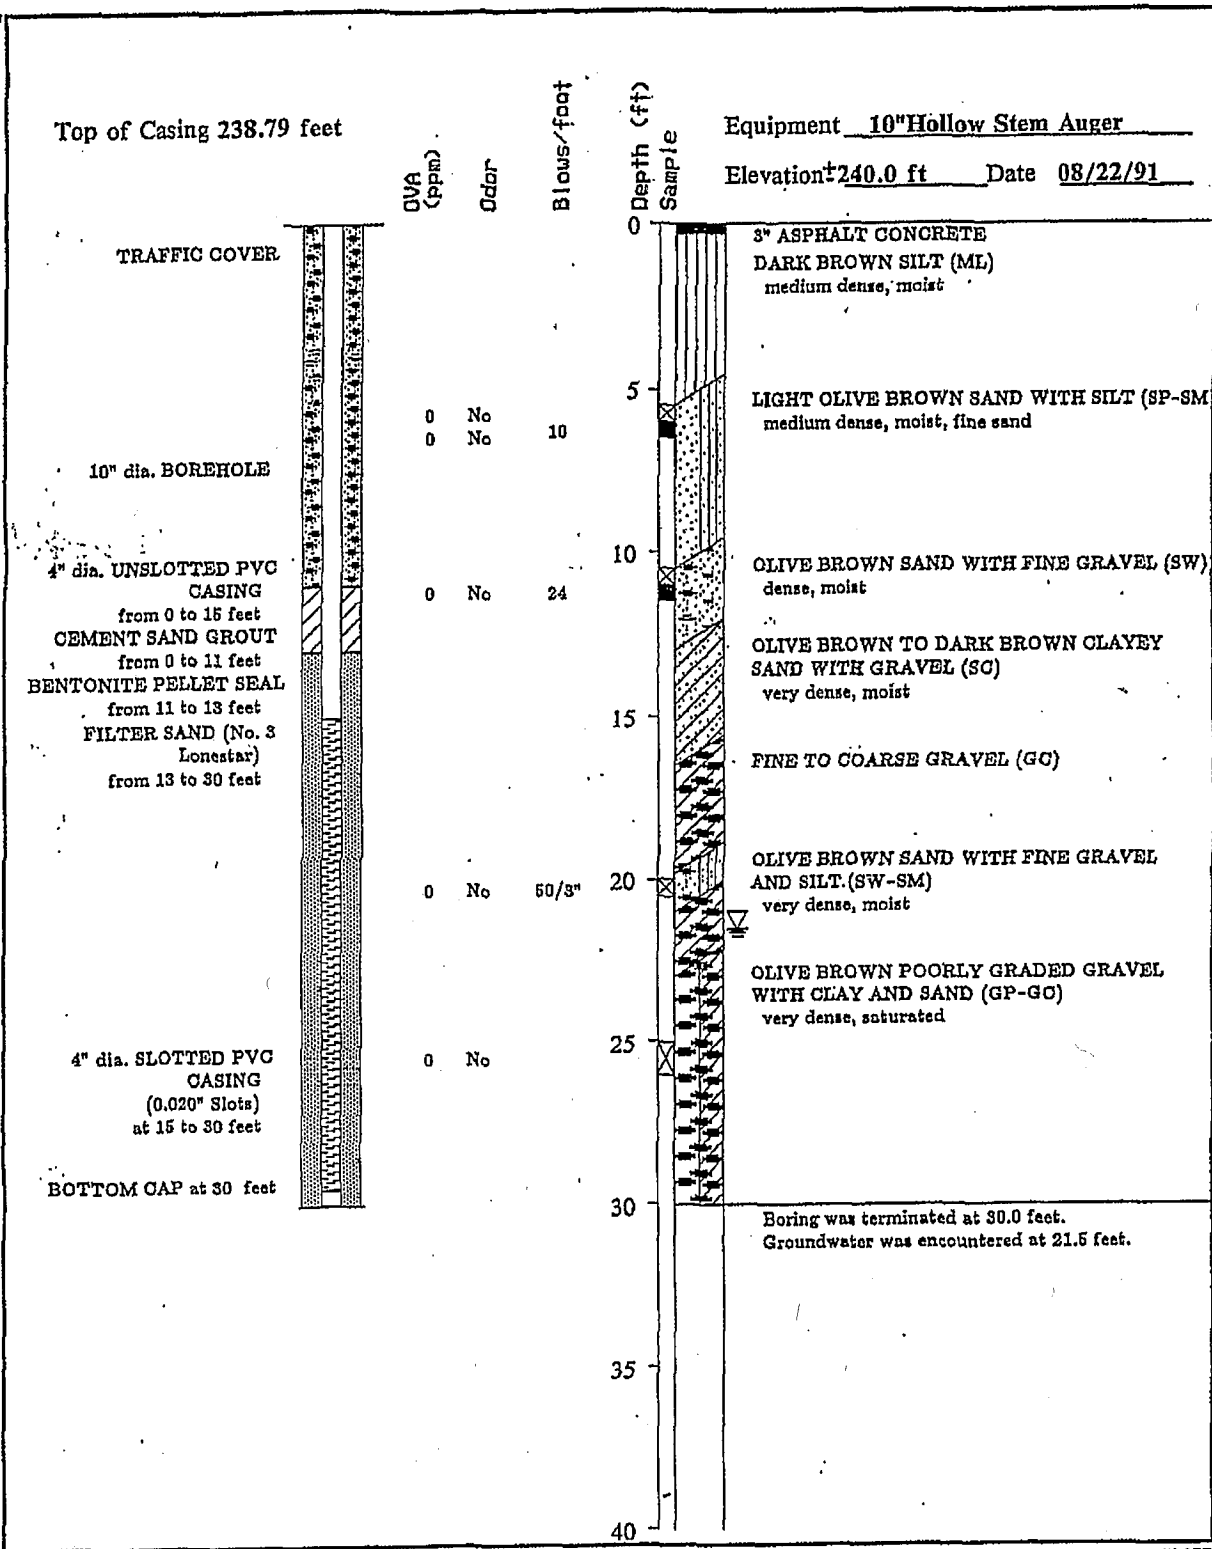 Top of Casing 238.79 feet
OVA (ppm)
Odor
Blows/foot
Depth (ft)
Sample
Equipment 10"Hollow Stem Auger
Elevation ±240.0 ft Date 08/22/91
0
3" ASPHALT CONCRETE
TRAFFIC COVER
DARK BROWN SILT (ML)
medium dense, moist
5
LIGHT OLIVE BROWN SAND WITH SILT (SP-SM
0 No
medium dense, moist, fine sand
0 No 10
10" dia. BOREHOLE
10
OLIVE BROWN SAND WITH FINE GRAVEL (SW)
4" dia. UNSLOTTED PVC
dense, moist
CASING
0 No 24
from 0 to 15 feet
CEMENT SAND GROUT
OLIVE BROWN TO DARK BROWN CLAYEY
from 0 to 11 feet
SAND WITH GRAVEL (SC)
BENTONITE PELLET SEAL
very dense, moist
from 11 to 13 feet
15
FILTER SAND (No. 3
Lonestar)
FINE TO COARSE GRAVEL (GC)
from 13 to 30 feet
OLIVE BROWN SAND WITH FINE GRAVEL
20
AND SILT.(SW-SM)
0 No 50/3"
very dense, moist
OLIVE BROWN POORLY GRADED GRAVEL
WITH CLAY AND SAND (GP-GC)
very dense, saturated
25
4" dia. SLOTTED PVC
0 No
CASING
(0.020" Slots)
at 15 to 30 feet
BOTTOM CAP at 30 feet
30
Boring was terminated at 30.0 feet.
Groundwater was encountered at 21.5 feet.
35
40